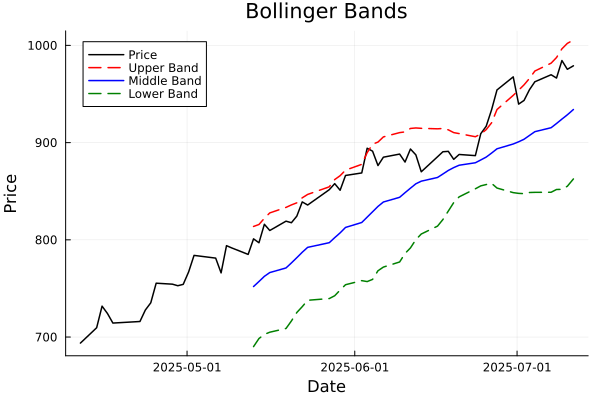 Bollinger Bands
Price
Upper Band
Middle Band
Lower Band
1000
900
800
700
Price
2025-05-01
2025-06-01
2025-07-01
Date